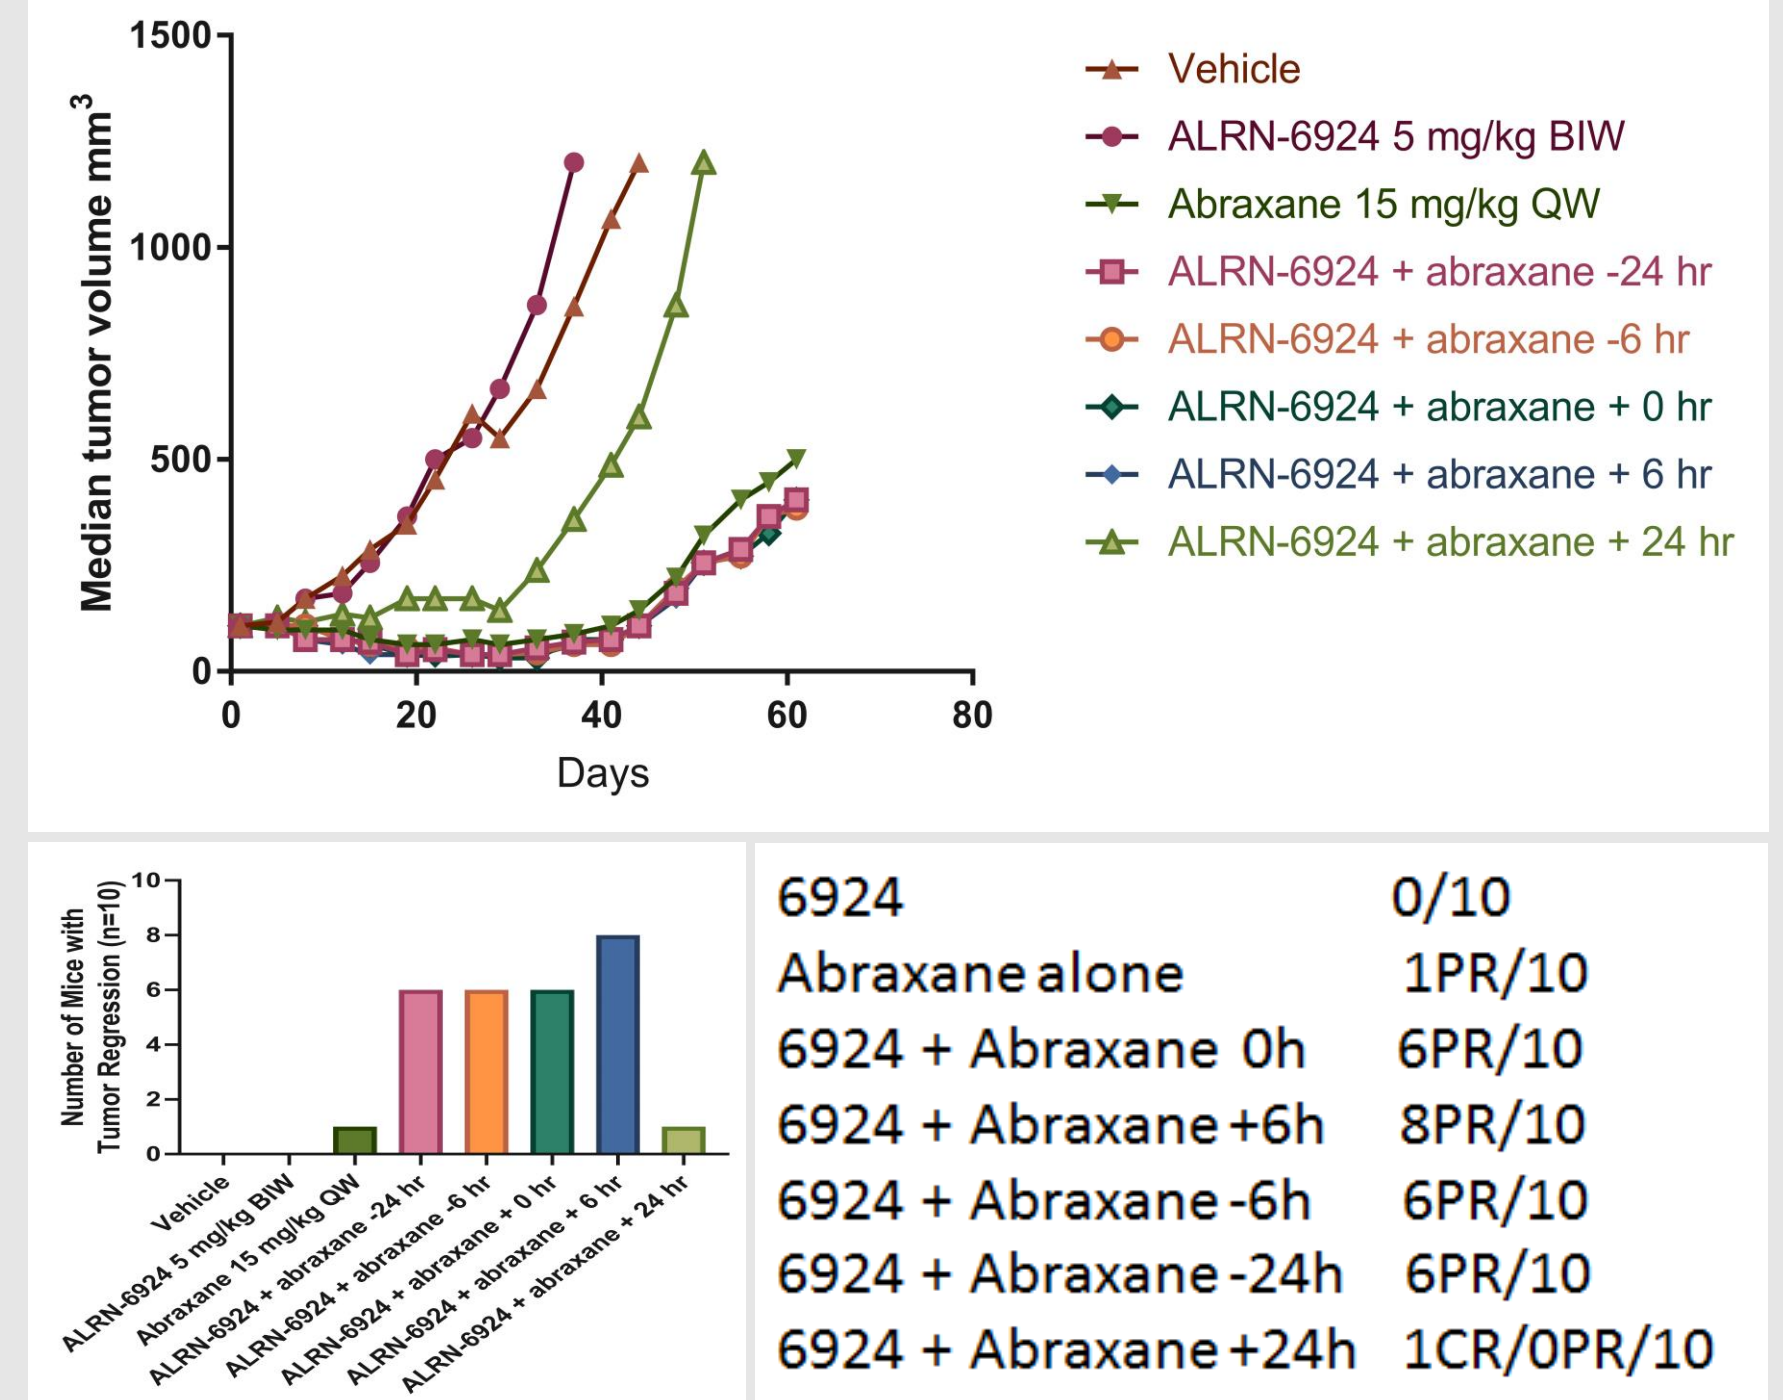 1500
1000
500
0
Median tumor volume mm3
0 20 40 60 80
Days
Vehicle
ALRN-6924 5 mg/kg BIW
Abraxane 15 mg/kg QW
ALRN-6924 + abraxane -24 hr
ALRN-6924 + abraxane -6 hr
ALRN-6924 + abraxane + 0 hr
ALRN-6924 + abraxane + 6 hr
ALRN-6924 + abraxane + 24 hr
Number of Mice with
Tumor Regression (n=10)
10
8
6
4
2
0
Vehicle
ALRN-6924 5 mg/kg BIW
Abraxane 15 mg/kg QW
ALRN-6924 + abraxane -24 hr
ALRN-6924 + abraxane -6 hr
ALRN-6924 + abraxane + 0 hr
ALRN-6924 + abraxane + 6 hr
ALRN-6924 + abraxane + 24 hr
6924 0/10
Abraxane alone 1PR/10
6924 + Abraxane 0h 6PR/10
6924 + Abraxane +6h 8PR/10
6924 + Abraxane -6h 6PR/10
6924 + Abraxane -24h 6PR/10
6924 + Abraxane +24h 1CR/0PR/10